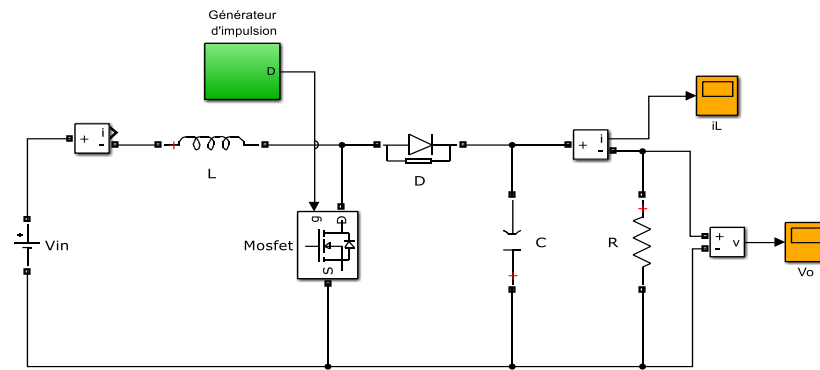 Générateur
d'impulsion
D
i
+
-
i
+
-
iL
L
D
g
D
S
Mosfet
+
Vin
C
R
+
-
v
Vo